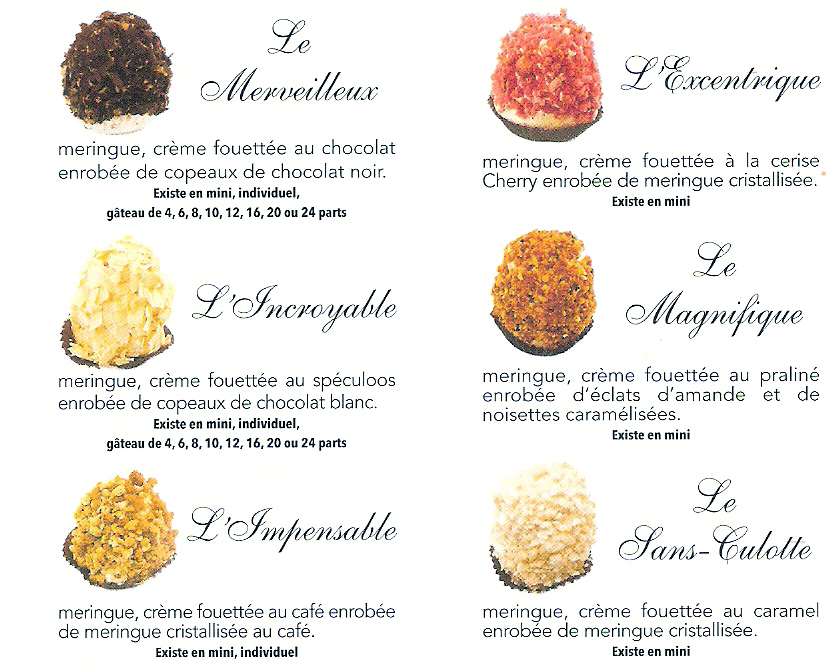 Le
Merveilleux
meringue, crème fouettée au chocolat
enrobée de copeaux de chocolat noir.
Existe en mini, individuel,
gâteau de 4, 6, 8, 10, 12, 16, 20 ou 24 parts
L'Incroyable
meringue, crème fouettée au spéculoos
enrobée de copeaux de chocolat blanc.
Existe en mini, individuel,
gâteau de 4, 6, 8, 10, 12, 16, 20 ou 24 parts
L'Impensable
meringue, crème fouettée au café enrobée
de meringue cristallisée au café.
Existe en mini, individuel
L'Excentrique
meringue, crème fouettée à la cerise
Cherry enrobée de meringue cristallisée.
Existe en mini
Le
Magnifique
meringue, crème fouettée au praliné
enrobée d'éclats d'amande et de
noisettes caramélisées.
Existe en mini
Le
Sans-Culotte
meringue, crème fouettée au caramel
enrobée de meringue cristallisée.
Existe en mini